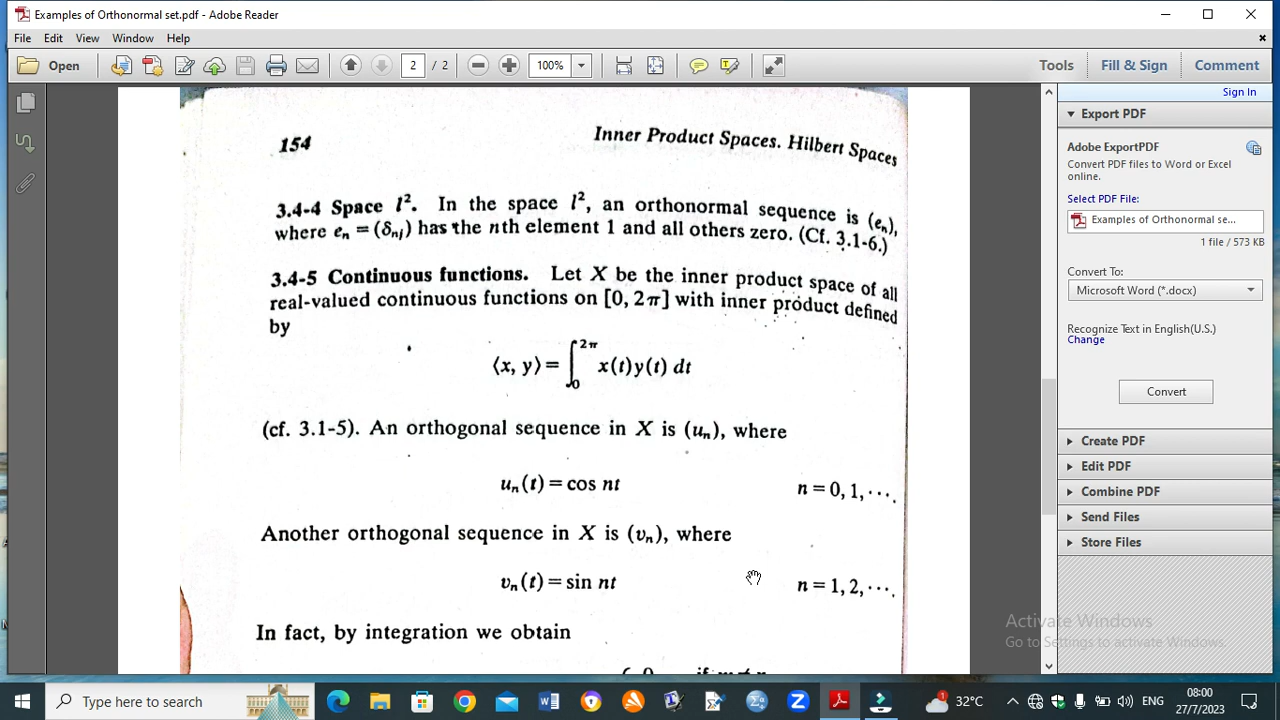 Examples of Orthonormal set.pdf - Adobe Reader
File Edit View Window Help
Open 2 / 2 100% Tools Fill & Sign Comment
Sign In
154 Inner Product Spaces. Hilbert Spaces
3.4-4 Space l². In the space l², an orthonormal sequence is (eₙ),
where eₙ = (δₙⱼ) has the nth element 1 and all others zero. (Cf. 3.1-6.)
3.4-5 Continuous functions. Let X be the inner product space of all
real-valued continuous functions on [0, 2π] with inner product defined
by
⟨x, y⟩ = ∫₀²π x(t)y(t) dt
(cf. 3.1-5). An orthogonal sequence in X is (uₙ), where
uₙ(t) = cos nt n = 0, 1, ⋯.
Another orthogonal sequence in X is (vₙ), where
vₙ(t) = sin nt n = 1, 2, ⋯.
In fact, by integration we obtain
Export PDF
Adobe ExportPDF
Convert PDF files to Word or Excel
online.
Select PDF File:
Examples of Orthonormal se...
1 file / 573 KB
Convert To:
Microsoft Word (*.docx)
Recognize Text in English(U.S.)
Change
Convert
Create PDF
Edit PDF
Combine PDF
Send Files
Store Files
Activate Windows
Go to Settings to activate Windows.
Type here to search
1
32°C
ENG
08:00
27/7/2023